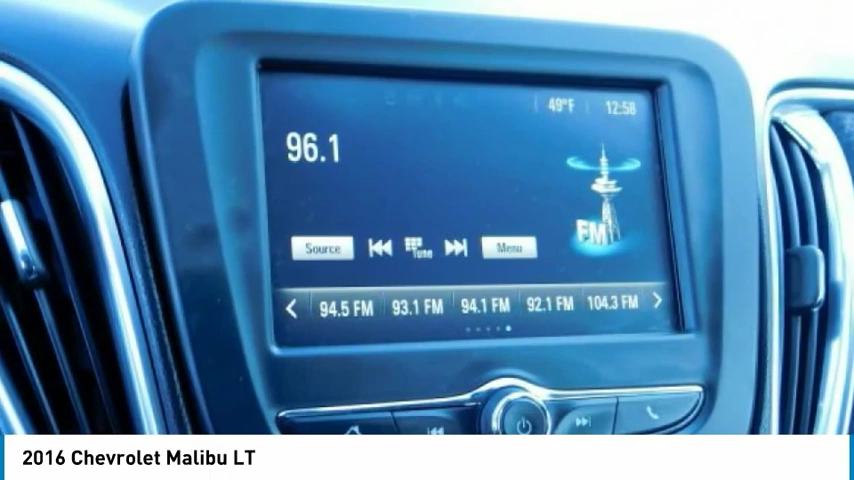 49°F 12:58
96.1
FM
Source Tune Menu
94.5 FM 93.1 FM 94.1 FM 92.1 FM 104.3 FM
2016 Chevrolet Malibu LT